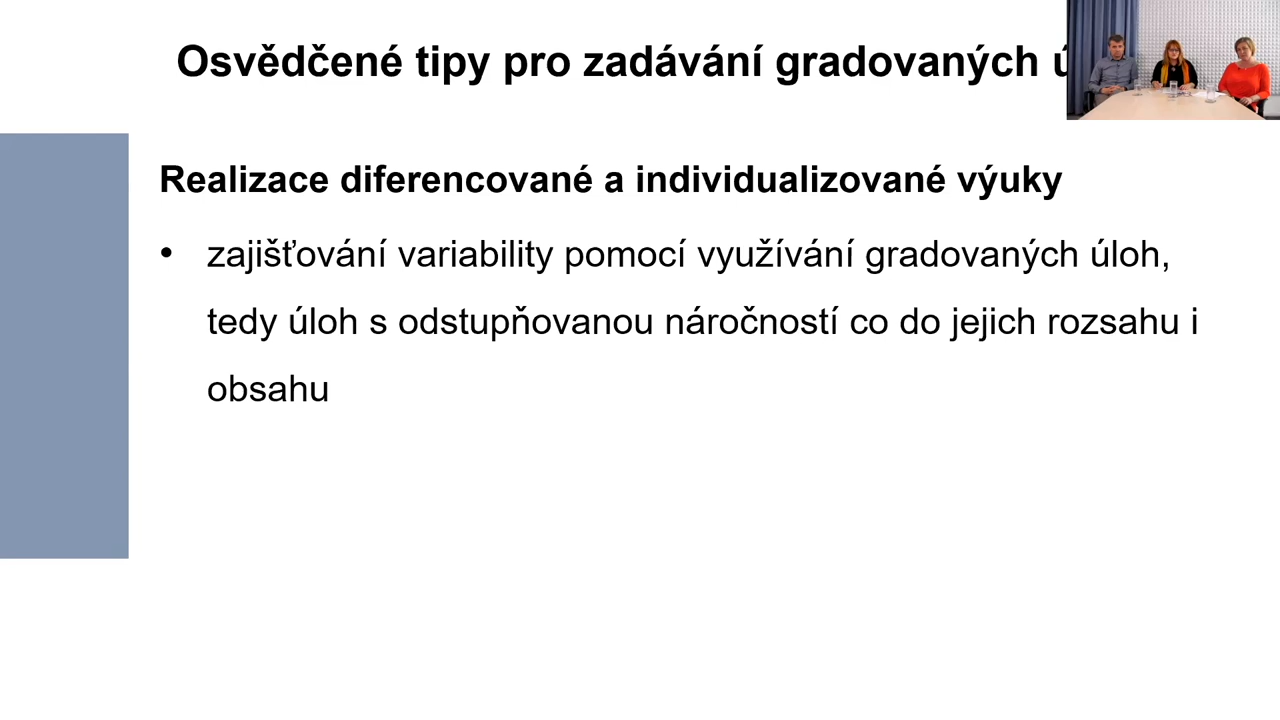 Osvědčené tipy pro zadávání gradovaných
Realizace diferencované a individualizované výuky
• zajišťování variability pomocí využívání gradovaných úloh,
tedy úloh s odstupňovanou náročností co do jejich rozsahu i
obsahu